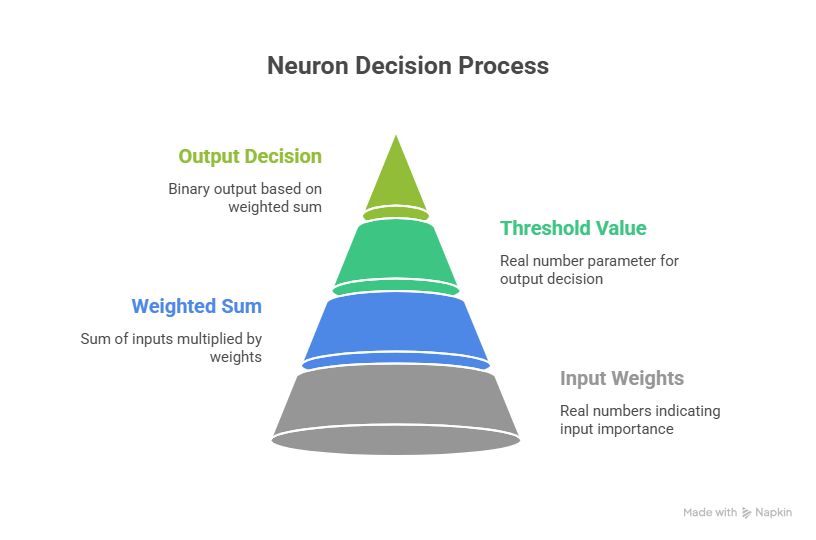 Neuron Decision Process
Output Decision
Binary output based on
weighted sum
Threshold Value
Real number parameter for
output decision
Weighted Sum
Sum of inputs multiplied by
weights
Input Weights
Real numbers indicating
input importance
Made with Napkin